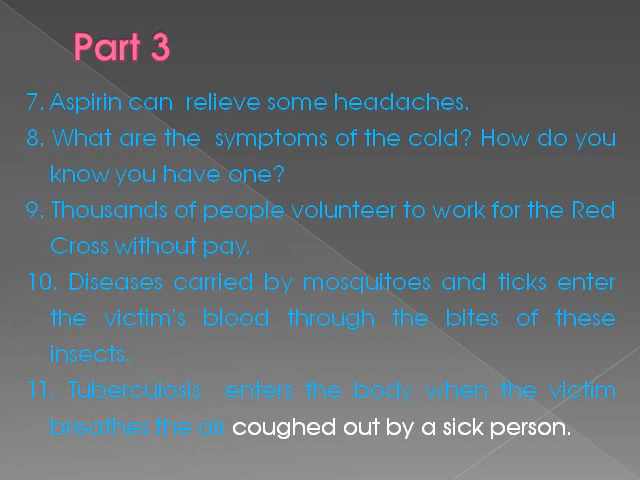 Part 3
7. Aspirin can relieve some headaches.
8. What are the symptoms of the cold? How do you
know you have one?
9. Thousands of people volunteer to work for the Red
Cross without pay.
10. Diseases carried by mosquitoes and ticks enter
the victim's blood through the bites of these
insects.
11. Tuberculosis enters the body when the victim
breathes the air coughed out by a sick person.